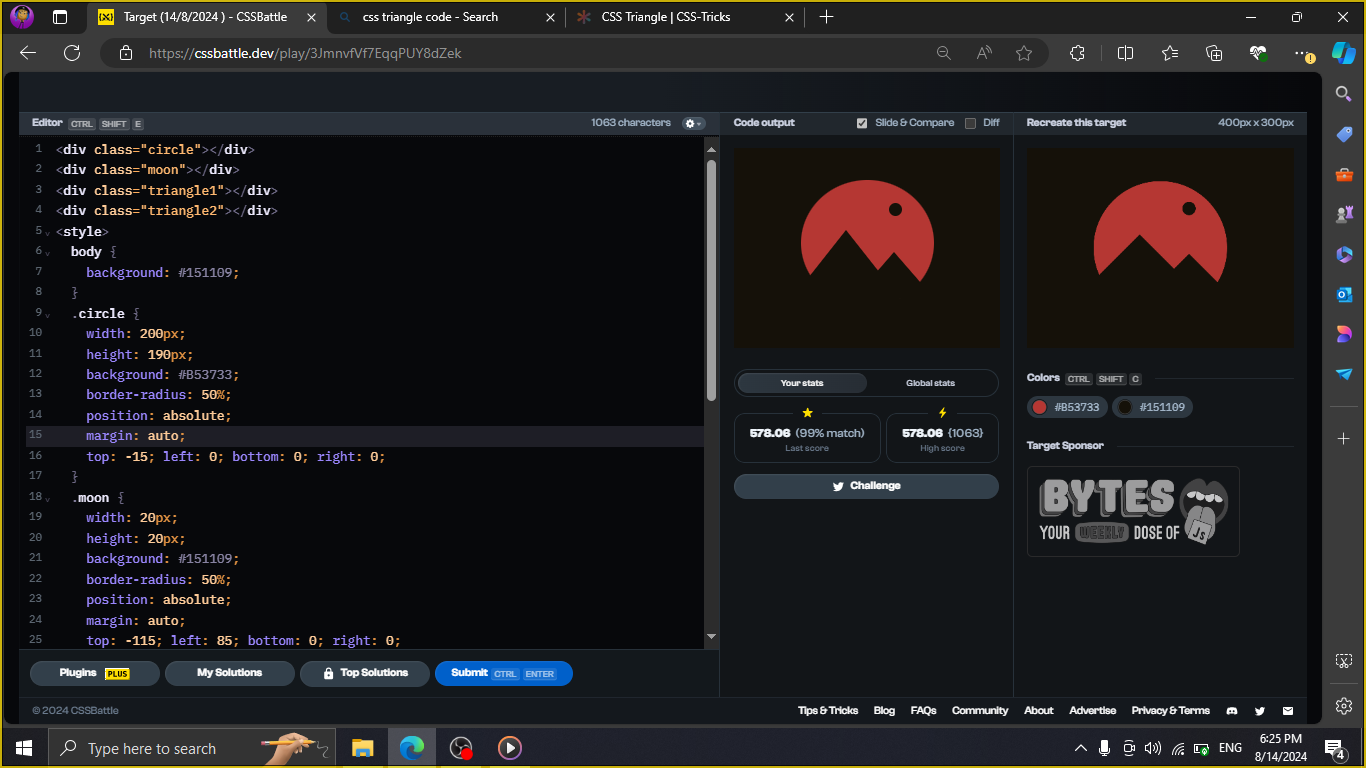 Target (14/8/2024 ) - CSSBattle
css triangle code - Search
CSS Triangle | CSS-Tricks
https://cssbattle.dev/play/3JmnvfVf7EqqPUY8dZek
Editor CTRL SHIFT E
1063 characters
Code output
Slide & Compare
Diff
Recreate this target
400px x 300px
1 <div class="circle"></div>
2 <div class="moon"></div>
3 <div class="triangle1"></div>
4 <div class="triangle2"></div>
5 <style>
6 body {
7 background: #151109;
8 }
9 .circle {
10 width: 200px;
11 height: 190px;
12 background: #B53733;
13 border-radius: 50%;
14 position: absolute;
15 margin: auto;
16 top: -15; left: 0; bottom: 0; right: 0;
17 }
18 .moon {
19 width: 20px;
20 height: 20px;
21 background: #151109;
22 border-radius: 50%;
23 position: absolute;
24 margin: auto;
25 top: -115; left: 85; bottom: 0; right: 0;
Your stats
Global stats
578.06 (99% match)
Last score
578.06 {1063}
High score
Challenge
Colors CTRL SHIFT C
#B53733
#151109
Target Sponsor
BYTES
YOUR WEEKLY DOSE OF JS
Plugins PLUS
My Solutions
Top Solutions
Submit CTRL ENTER
© 2024 CSSBattle
Tips & Tricks
Blog
FAQs
Community
About
Advertise
Privacy & Terms
Type here to search
ENG
6:25 PM
8/14/2024
4